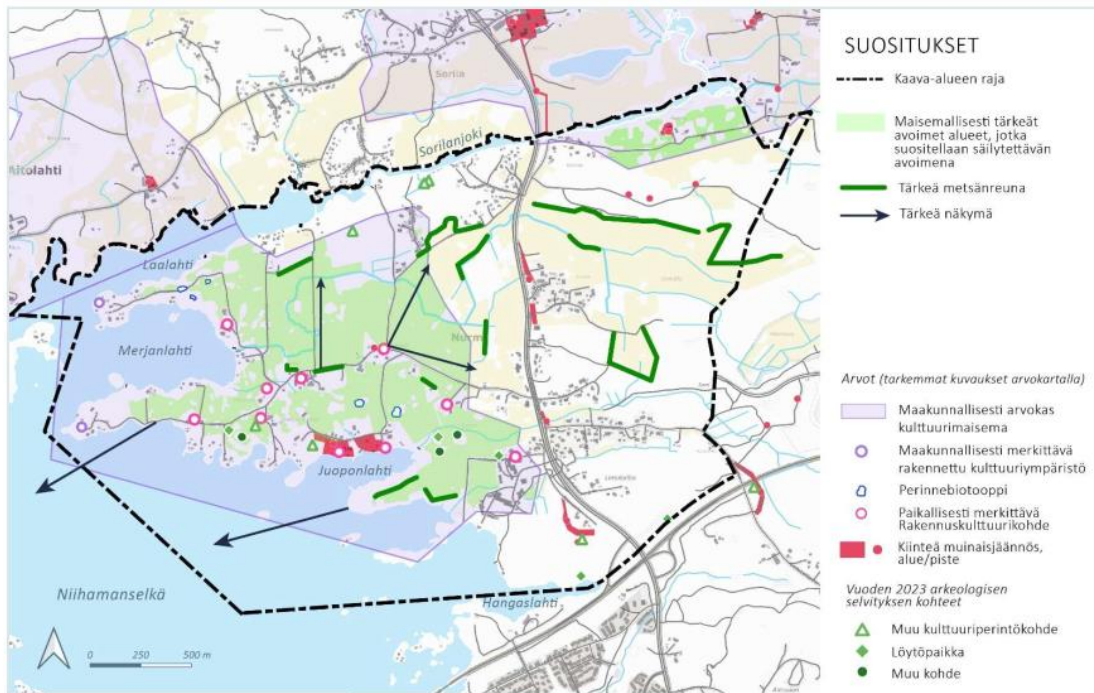 Sorila
Aitolahti
Sorilanjoki
Laalahti
Merjanlahti
Nurmi
Juoponlahti
Niihamanselkä
Hangaslahti
0 250 500 m
SUOSITUKSET
Kaava-alueen raja
Maisemallisesti tärkeät
avoimet alueet, jotka
suositellaan säilytettävän
avoimena
Tärkeä metsänreuna
Tärkeä näkymä
Arvot (tarkemmat kuvaukset arvokartalla)
Maakunnallisesti arvokas
kulttuurimaisema
Maakunnallisesti merkittävä
rakennettu kulttuuriympäristö
Perinnebiotooppi
Paikallisesti merkittävä
Rakennuskulttuurikohde
Kiinteä muinaisjäännös,
alue/piste
Vuoden 2023 arkeologisen
selvityksen kohteet
Muu kulttuuriperintökohde
Löytöpaikka
Muu kohde